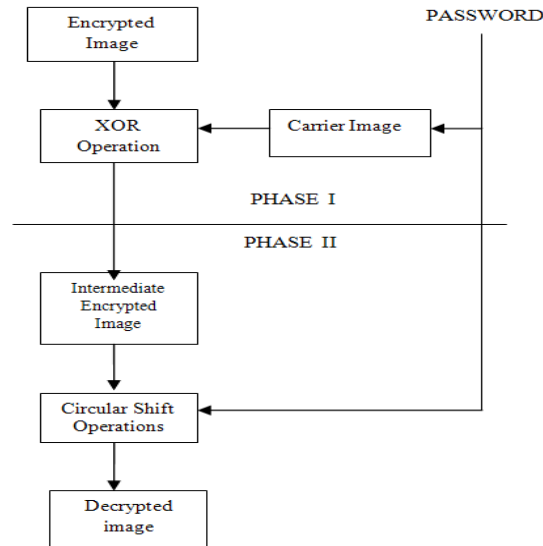 Encrypted
Image
PASSWORD
XOR
Operation
Carrier Image
PHASE I
PHASE II
Intermediate
Encrypted
Image
Circular Shift
Operations
Decrypted
image